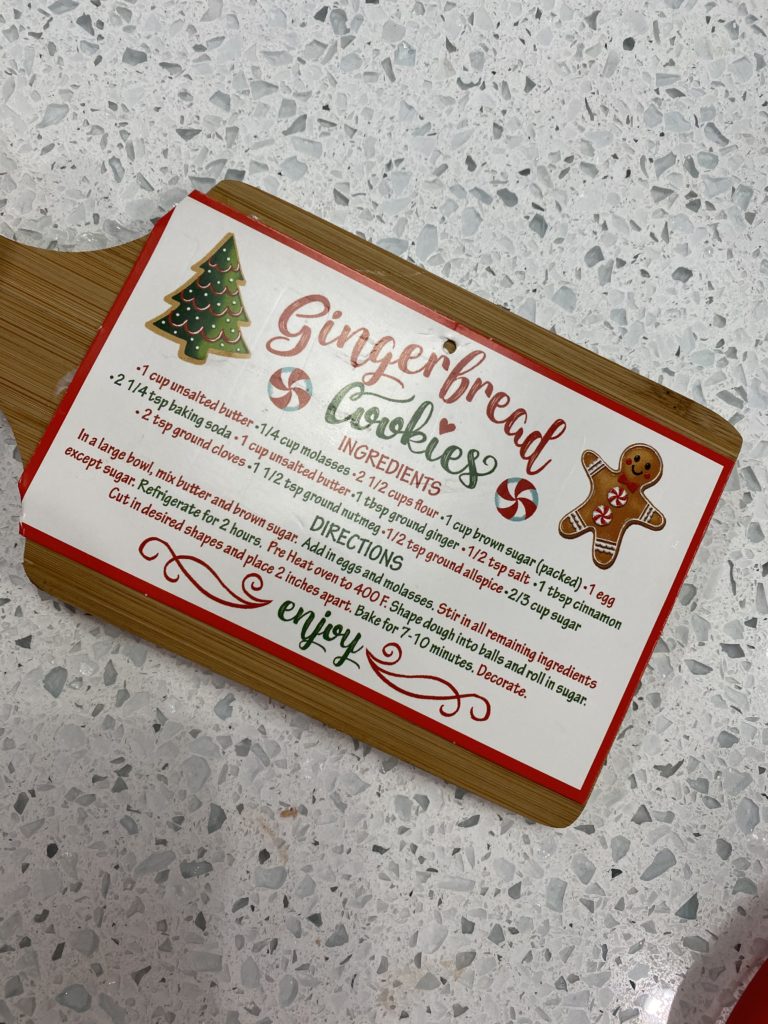 Gingerbread
Cookies
INGREDIENTS
•1 cup unsalted butter •1/4 cup molasses •2 1/2 cups flour •1 cup brown sugar (packed) •1 egg
•2 1/4 tsp baking soda •1 cup unsalted butter •1 tbsp ground ginger •1/2 tsp salt •1 tbsp cinnamon
•2 tsp ground cloves •1 1/2 tsp ground nutmeg •1/2 tsp ground allspice •2/3 cup sugar
DIRECTIONS
In a large bowl, mix butter and brown sugar. Add in eggs and molasses. Stir in all remaining ingredients
except sugar. Refrigerate for 2 hours. Pre Heat oven to 400 F. Shape dough into balls and roll in sugar.
Cut in desired shapes and place 2 inches apart. Bake for 7-10 minutes. Decorate.
enjoy